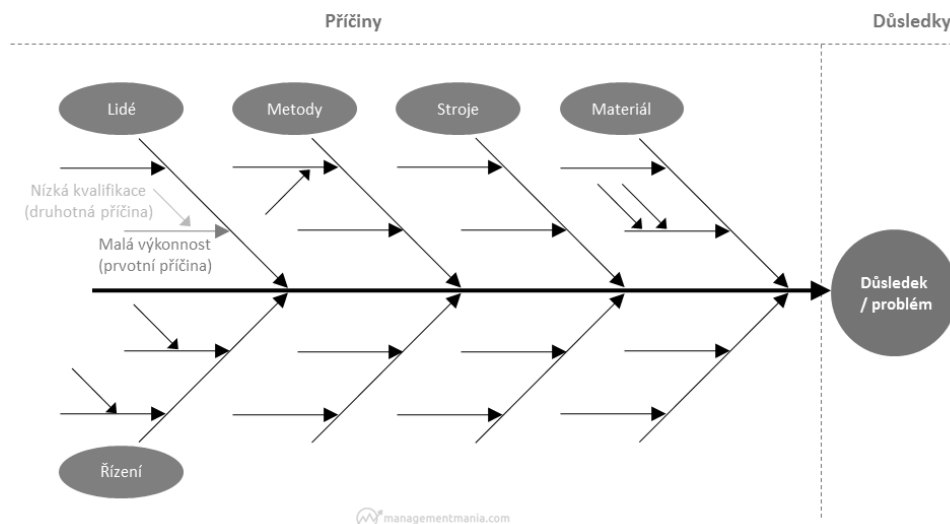 Příčiny
Důsledky
Lidé
Metody
Stroje
Materiál
Nízká kvalifikace
(druhotná příčina)
Malá výkonnost
(prvotní příčina)
Důsledek
/ problém
Řízení
managementmania.com